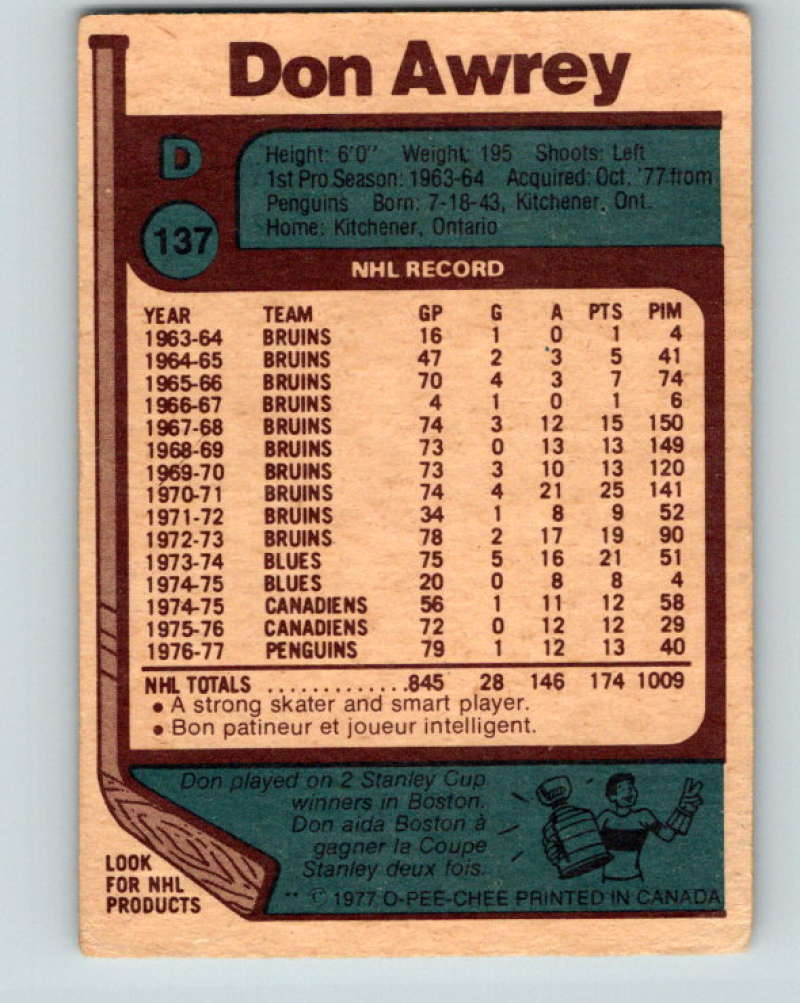 Don Awrey
D
Height: 6'0" Weight: 195 Shoots: Left
1st Pro Season: 1963-64 Acquired: Oct. '77 from
Penguins Born: 7-18-43, Kitchener, Ont.
Home: Kitchener, Ontario
137
NHL RECORD
YEAR TEAM GP G A PTS PIM
1963-64 BRUINS 16 1 0 1 4
1964-65 BRUINS 47 2 3 5 41
1965-66 BRUINS 70 4 3 7 74
1966-67 BRUINS 4 1 0 1 6
1967-68 BRUINS 74 3 12 15 150
1968-69 BRUINS 73 0 13 13 149
1969-70 BRUINS 73 3 10 13 120
1970-71 BRUINS 74 4 21 25 141
1971-72 BRUINS 34 1 8 9 52
1972-73 BRUINS 78 2 17 19 90
1973-74 BLUES 75 5 16 21 51
1974-75 BLUES 20 0 8 8 4
1974-75 CANADIENS 56 1 11 12 58
1975-76 CANADIENS 72 0 12 12 29
1976-77 PENGUINS 79 1 12 13 40
NHL TOTALS .............845 28 146 174 1009
• A strong skater and smart player.
• Bon patineur et joueur intelligent.
Don played on 2 Stanley Cup
winners in Boston.
Don aida Boston à
gagner la Coupe
Stanley deux fois.
LOOK
FOR NHL
PRODUCTS
** © 1977 O-PEE-CHEE PRINTED IN CANADA